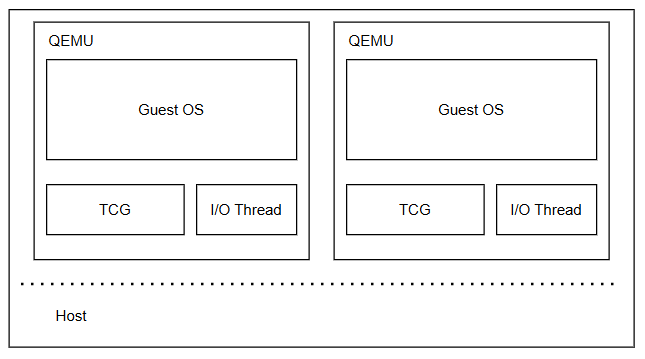 QEMU
Guest OS
TCG
I/O Thread
QEMU
Guest OS
TCG
I/O Thread
Host